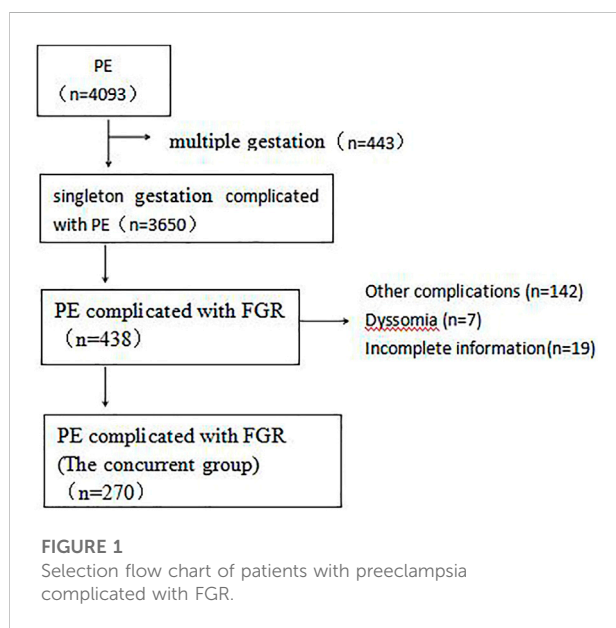 PE
（n=4093）
multiple gestation（n=443）
singleton gestation complicated
with PE（n=3650）
PE complicated with FGR
（n=438）
Other complications (n=142)
Dyssomia (n=7)
Incomplete information(n=19)
PE complicated with FGR
(The concurrent group)
（n=270）
FIGURE 1
Selection flow chart of patients with preeclampsia
complicated with FGR.